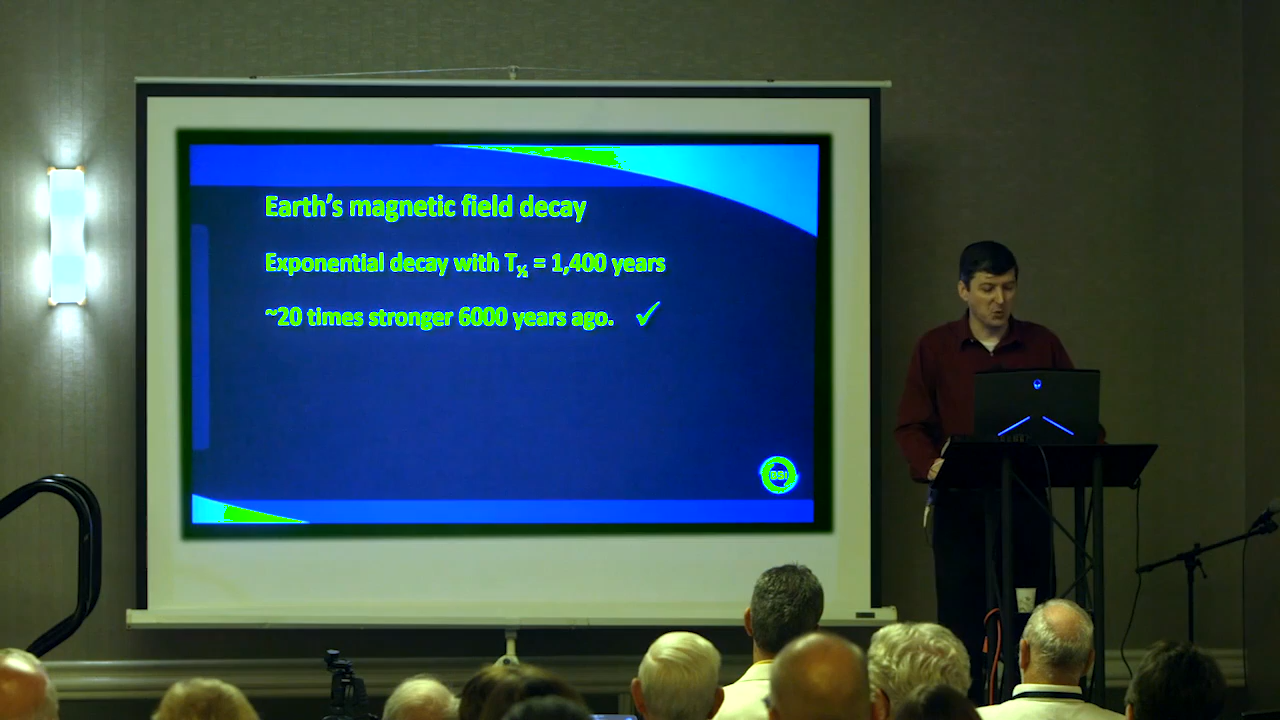 Earth's magnetic field decay
Exponential decay with T½ = 1,400 years
~20 times stronger 6000 years ago. ✓